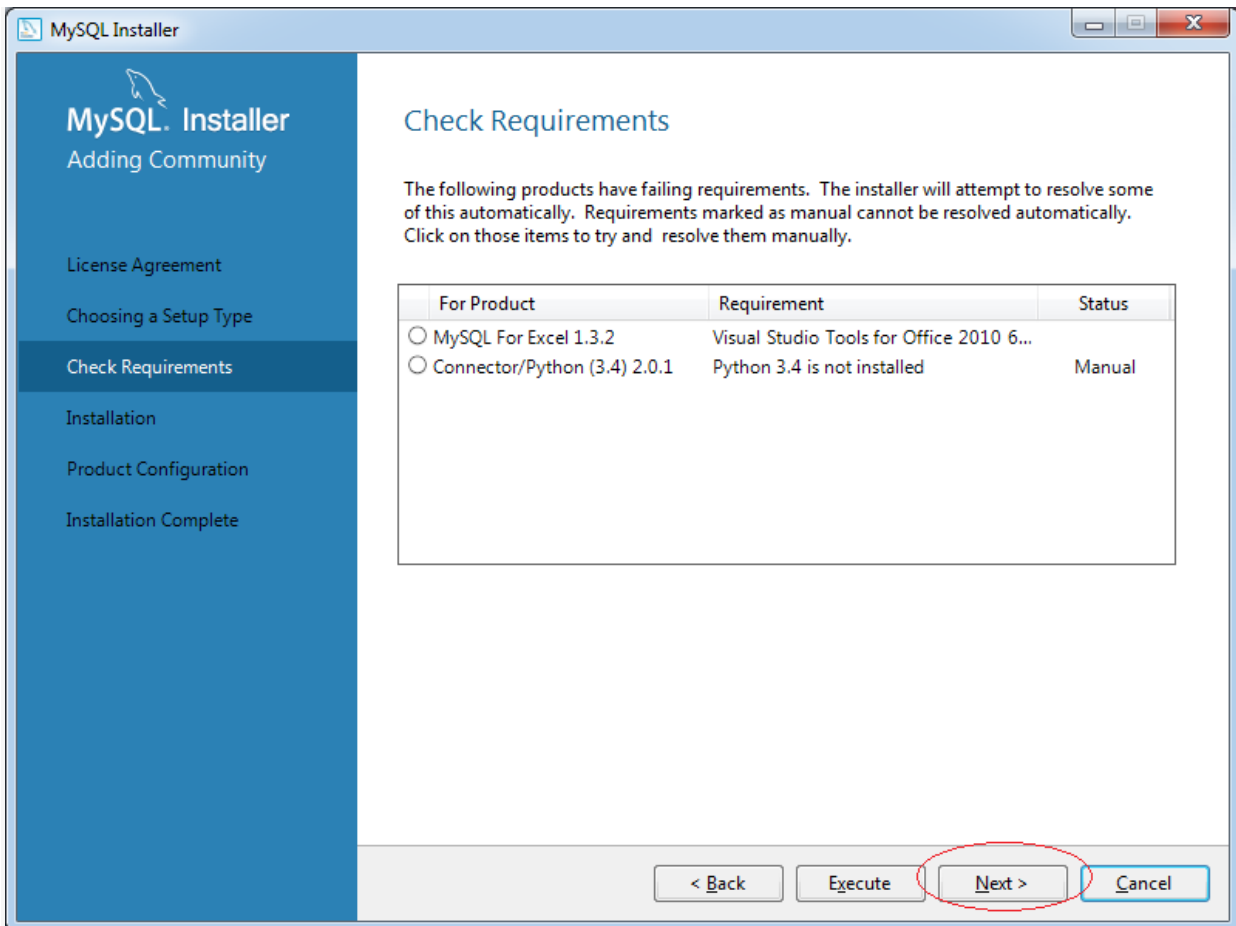 MySQL Installer
MySQL. Installer
Adding Community
License Agreement
Choosing a Setup Type
Check Requirements
Installation
Product Configuration
Installation Complete
Check Requirements
The following products have failing requirements.  The installer will attempt to resolve some
of this automatically.  Requirements marked as manual cannot be resolved automatically.
Click on those items to try and  resolve them manually.
For Product Requirement Status
MySQL For Excel 1.3.2 Visual Studio Tools for Office 2010 6...
Connector/Python (3.4) 2.0.1 Python 3.4 is not installed Manual
< Back Execute Next > Cancel